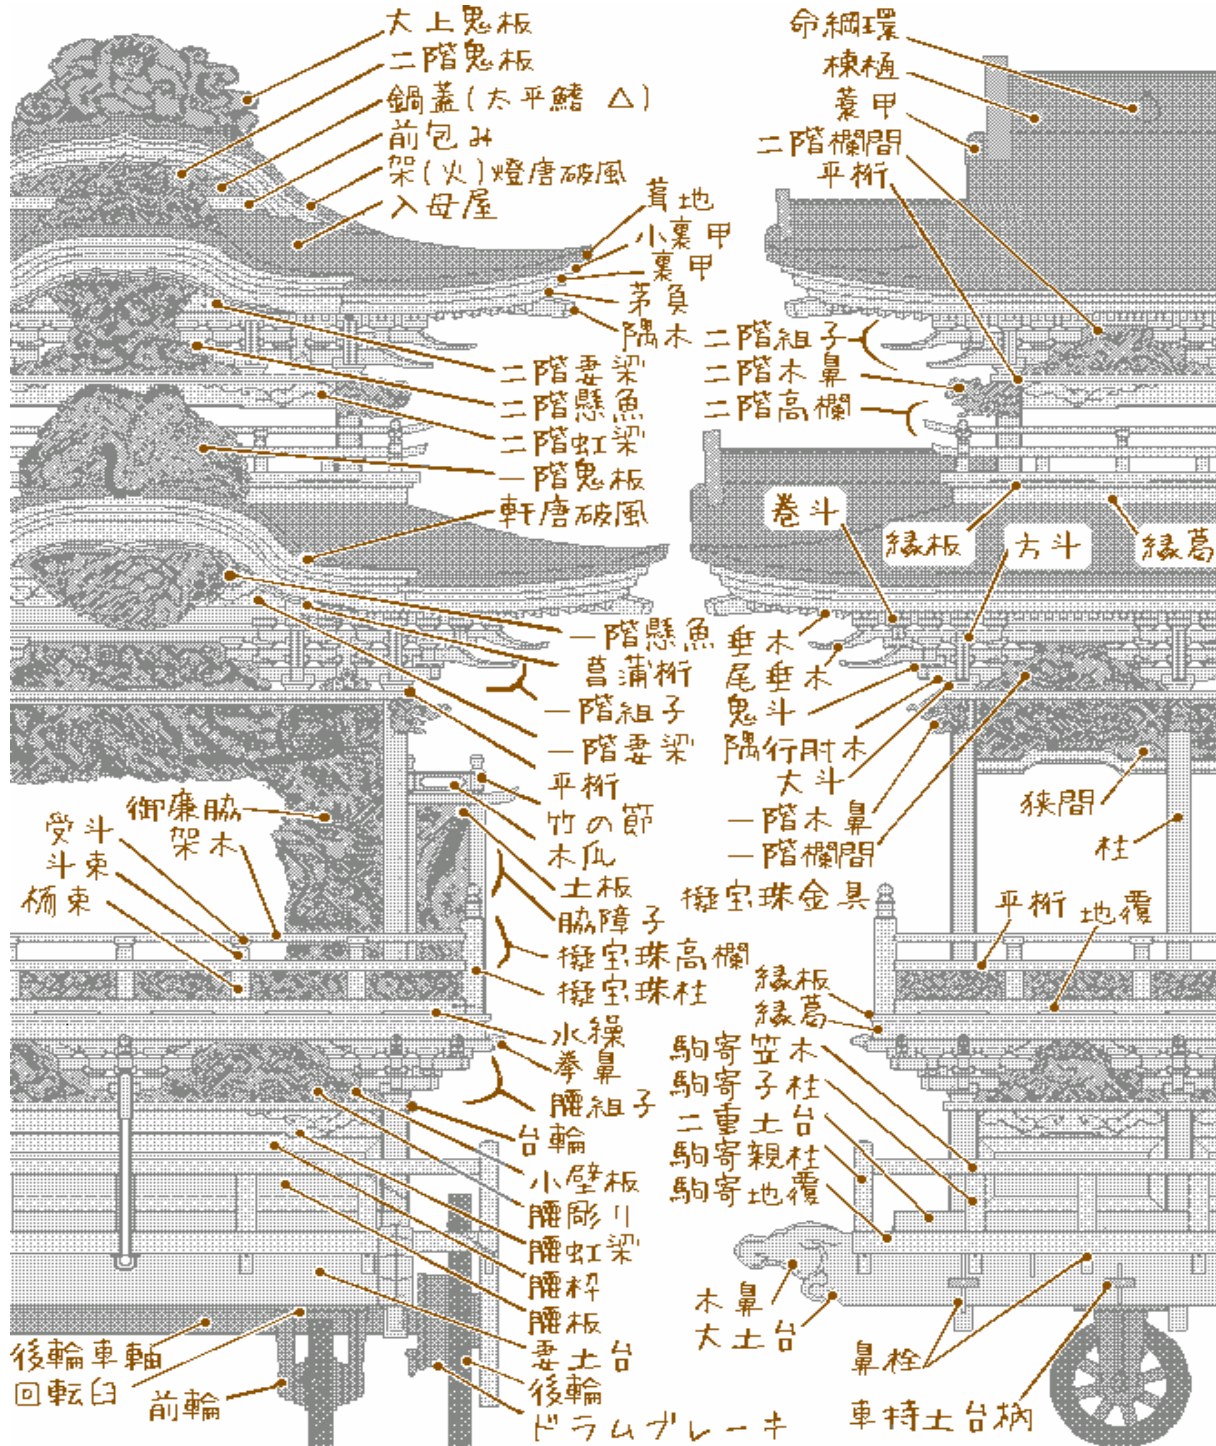 大上鬼板
二階鬼板
鍋蓋(太平鰭 △)
前包み
架(火)燈唐破風
入母屋
葺地
小裏甲
裏甲
茅負
隅木
二階妻梁
二階懸魚
二階虹梁
一階鬼板
軒唐破風
一階懸魚
菖蒲桁
一階組子
一階妻梁
平桁
竹の節
木瓜
土板
脇障子
擬宝珠高欄
擬宝珠柱
御廉脇
架木
受斗
斗束
桶束
水繰
拳鼻
腰組子
台輪
小壁板
腰彫り
腰虹梁
腰枠
腰板
妻土台
後輪
ドラムブレーキ
後輪車軸
回転臼
前輪
命綱環
棟樋
蓑甲
二階欄間
平桁
二階組子
二階木鼻
二階高欄
巻斗
縁板
方斗
縁葛
垂木
尾垂木
鬼斗
隅行肘木
大斗
一階木鼻
一階欄間
狭間
柱
擬宝珠金具
平桁
地覆
縁板
縁葛
駒寄笠木
駒寄子柱
二重土台
駒寄親柱
駒寄地覆
木鼻
大土台
鼻栓
車持土台柄